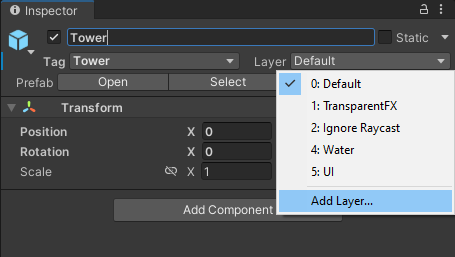 Inspector
Tower
Static
Tag Tower Layer Default
Prefab Open Select
0: Default
1: TransparentFX
2: Ignore Raycast
4: Water
5: UI
Add Layer...
Transform
Position X 0
Rotation X 0
Scale X 1
Add Component